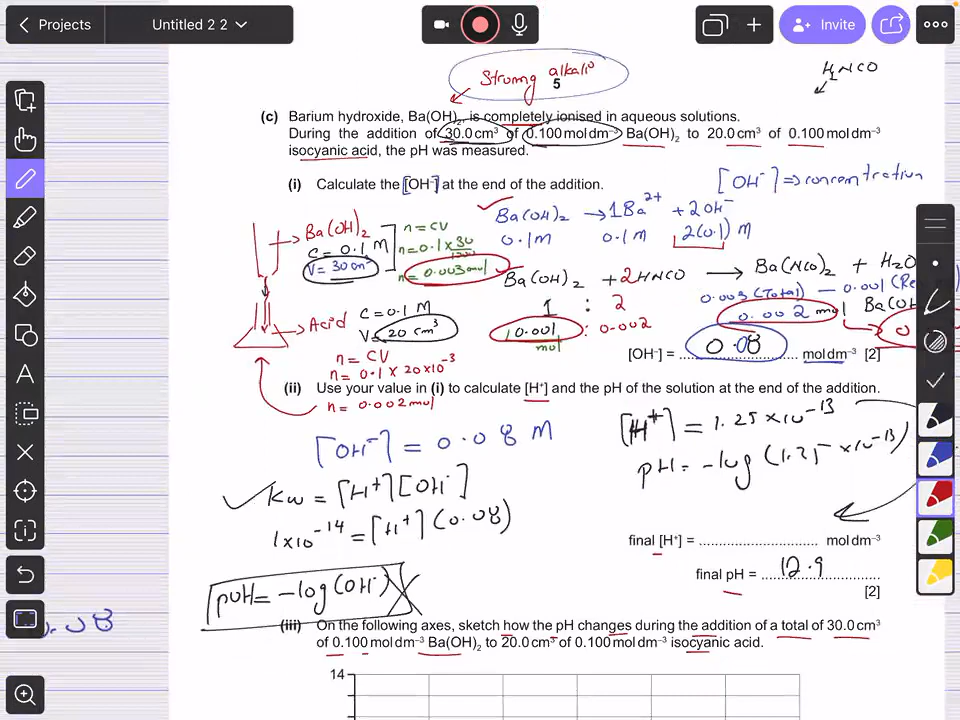 Projects
Untitled 2 2
Invite
Strong alkali
5
HNCO
(c) Barium hydroxide, Ba(OH)₂, is completely ionised in aqueous solutions.
During the addition of 30.0 cm³ of 0.100 mol dm⁻³ Ba(OH)₂ to 20.0 cm³ of 0.100 mol dm⁻³
isocyanic acid, the pH was measured.
(i) Calculate the [OH⁻] at the end of the addition.
[OH⁻] ⇒ concentration
Ba(OH)₂ → 1Ba²⁺ + 2OH⁻
0.1M 0.1M 2(0.1) M
Ba(OH)₂
C = 0.1 M
V = 30 cm³
n = CV
n = 0.1 × 30
n = 0.003 mol
Ba(OH)₂ + 2HNCO → Ba(NCO)₂ + H₂O
1 : 2
0.001 : 0.002
mol
0.003 (Total) – 0.001 (Re
0.002 mol
Ba(OH
0
Acid
C = 0.1 M
V = 20 cm³
n = CV
n = 0.1 × 20×10⁻³
n = 0.002 mol
[OH⁻] = 0.08 mol dm⁻³ [2]
(ii) Use your value in (i) to calculate [H⁺] and the pH of the solution at the end of the addition.
[OH⁻] = 0.08 M
Kw = [H⁺][OH⁻]
1×10⁻¹⁴ = [H⁺](0.08)
pOH = –log(OH⁻)
[H⁺] = 1.25 ×10⁻¹³
pH = –log (1.25 ×10⁻¹³)
final [H⁺] = .................................. mol dm⁻³
final pH = 12.9
[2]
(iii) On the following axes, sketch how the pH changes during the addition of a total of 30.0 cm³
of 0.100 mol dm⁻³ Ba(OH)₂ to 20.0 cm³ of 0.100 mol dm⁻³ isocyanic acid.
14